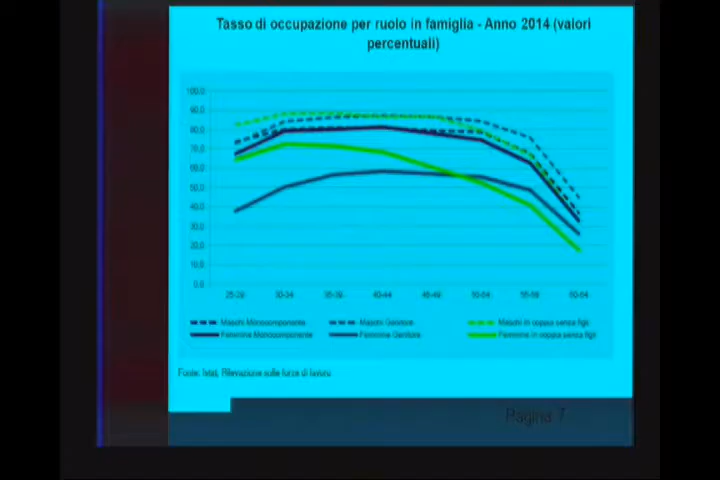 Tasso di occupazione per ruolo in famiglia - Anno 2014 (valori
percentuali)
100,0
90,0
80,0
70,0
60,0
50,0
40,0
30,0
20,0
10,0
0,0
25-29 30-34 35-39 40-44 45-49 50-54 55-59 60-64
Maschi Monocomponente Maschi Genitore Maschi in coppia senza figli
Femmine Monocomponente Femmine Genitore Femmine in coppia senza figli
Fonte: Istat, Rilevazione sulle forze di lavoro
Pagina 7